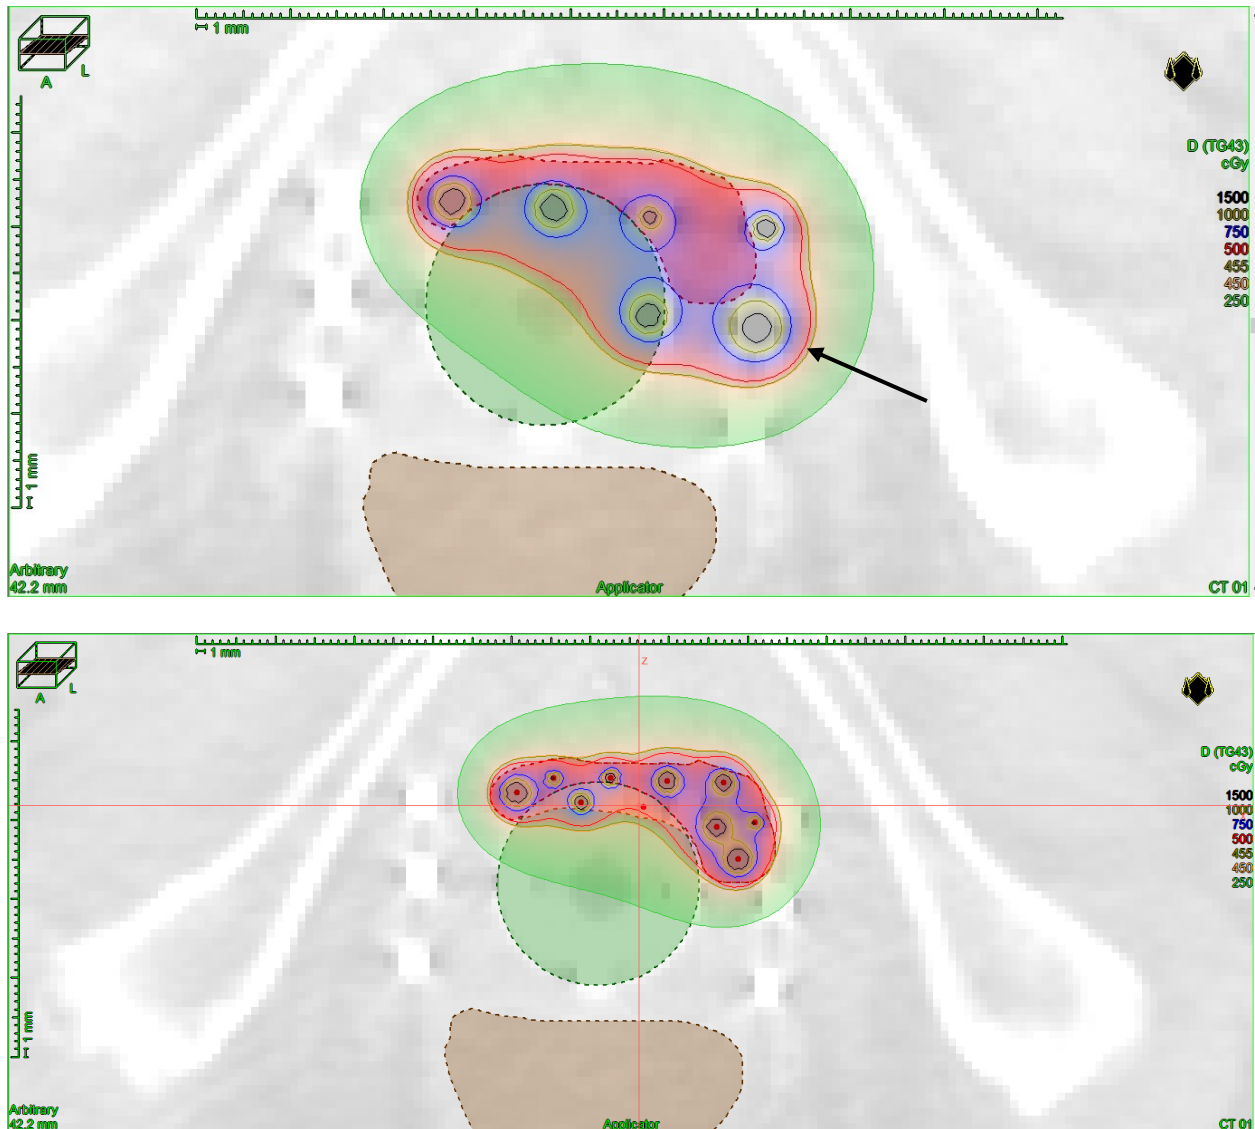 1 mm
A L
D (TG43)
cGy
1500
1000
750
500
455
450
250
1 mm
Arbitrary
42.2 mm
Applicator
CT 01
1 mm
z
A L
D (TG43)
cGy
1500
1000
750
500
455
450
250
1 mm
Arbitrary
42.2 mm
Applicator
CT 01